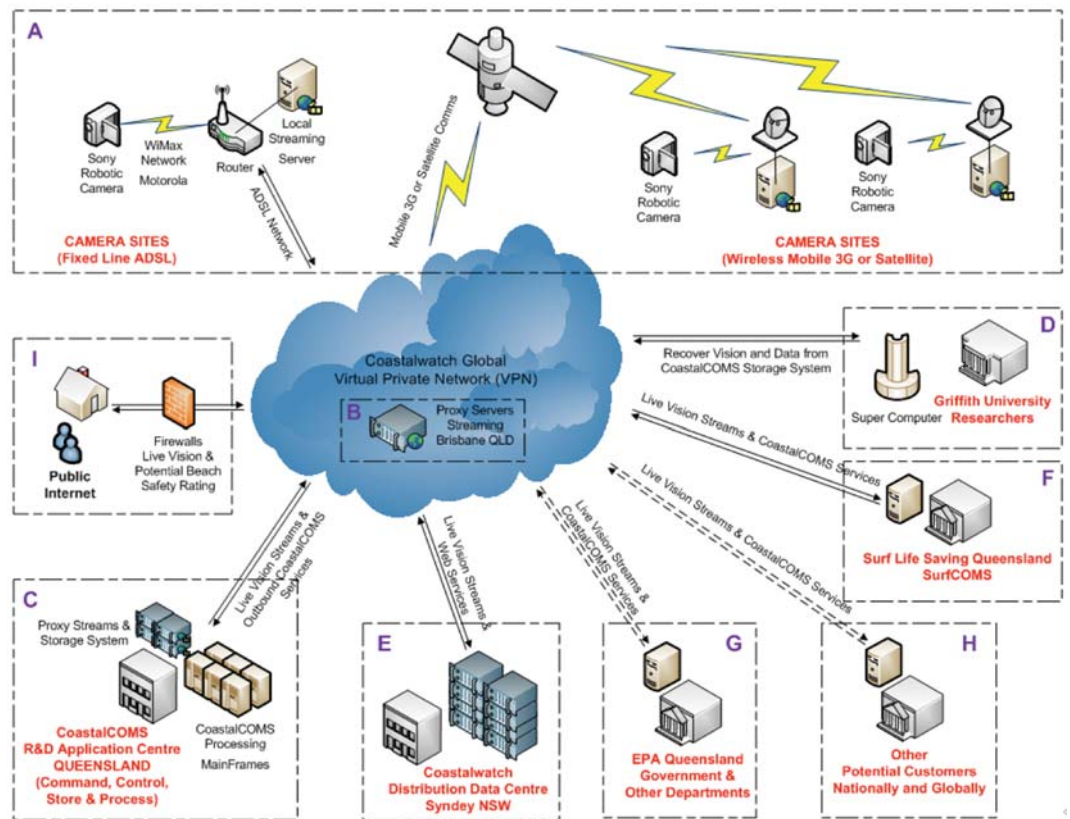 A
Sony
Robotic
Camera
WiMax
Network
Motorola
Router
Local
Streaming
Server
ADSL Network
CAMERA SITES
(Fixed Line ADSL)
Mobile 3G or Satellite Comms
Sony
Robotic
Camera
Sony
Robotic
Camera
CAMERA SITES
(Wireless Mobile 3G or Satellite)
I
Public
Internet
Firewalls
Live Vision &
Potential Beach
Safety Rating
Coastalwatch Global
Virtual Private Network (VPN)
B
Proxy Servers
Streaming
Brisbane QLD
Recover Vision and Data from
CoastalCOMS Storage System
D
Super Computer
Griffith University
Researchers
Live Vision Streams & CoastalCOMS Services
F
Surf Life Saving Queensland
SurfCOMS
Live Vision Streams & CoastalCOMS Services
Live Vision Streams &
CoastalCOMS Services
Live Vision Streams &
Web Services
Live Vision Streams &
Outbound CoastalCOMS
Services
C
Proxy Streams &
Storage System
CoastalCOMS
Processing
MainFrames
CoastalCOMS
R&D Application Centre
QUEENSLAND
(Command, Control,
Store & Process)
E
Coastalwatch
Distribution Data Centre
Syndey NSW
G
EPA Queensland
Government &
Other Departments
H
Other
Potential Customers
Nationally and Globally